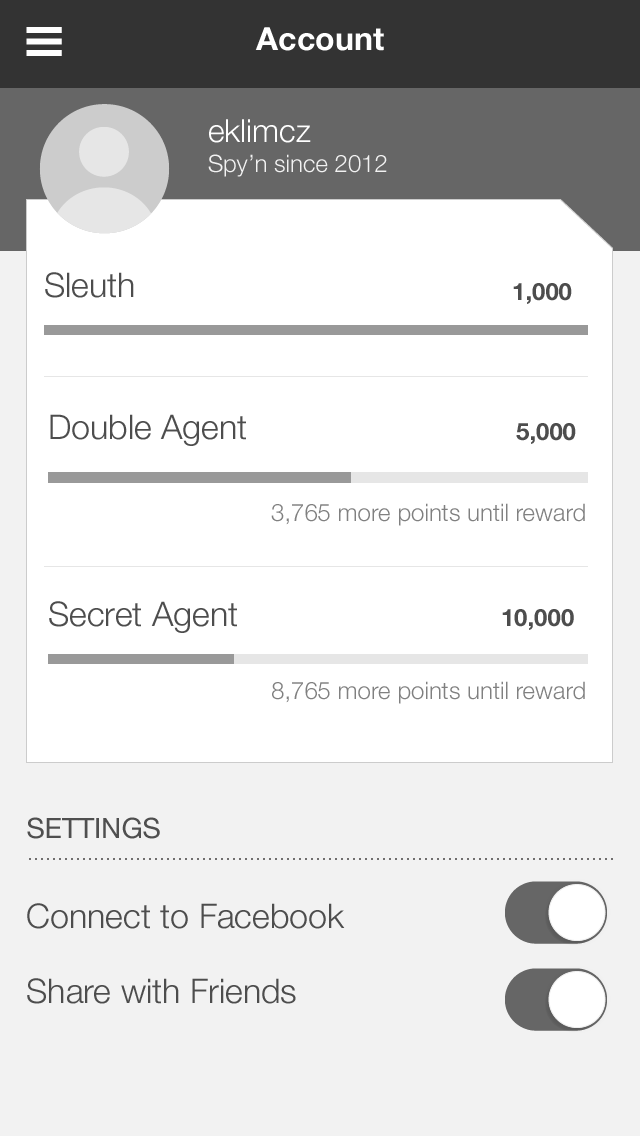 Account
eklimcz
Spy’n since 2012
Sleuth 1,000
Double Agent 5,000
3,765 more points until reward
Secret Agent 10,000
8,765 more points until reward
SETTINGS
Connect to Facebook
Share with Friends